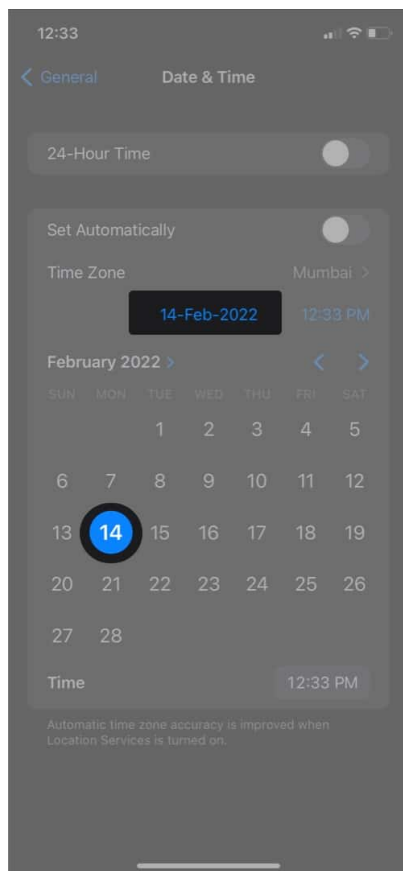 12:33
General Date & Time
24-Hour Time
Set Automatically
Time Zone Mumbai
14-Feb-2022 12:33 PM
February 2022
SUN MON TUE WED THU FRI SAT
1 2 3 4 5
6 7 8 9 10 11 12
13 14 15 16 17 18 19
20 21 22 23 24 25 26
27 28
Time 12:33 PM
Automatic time zone accuracy is improved when
Location Services is turned on.